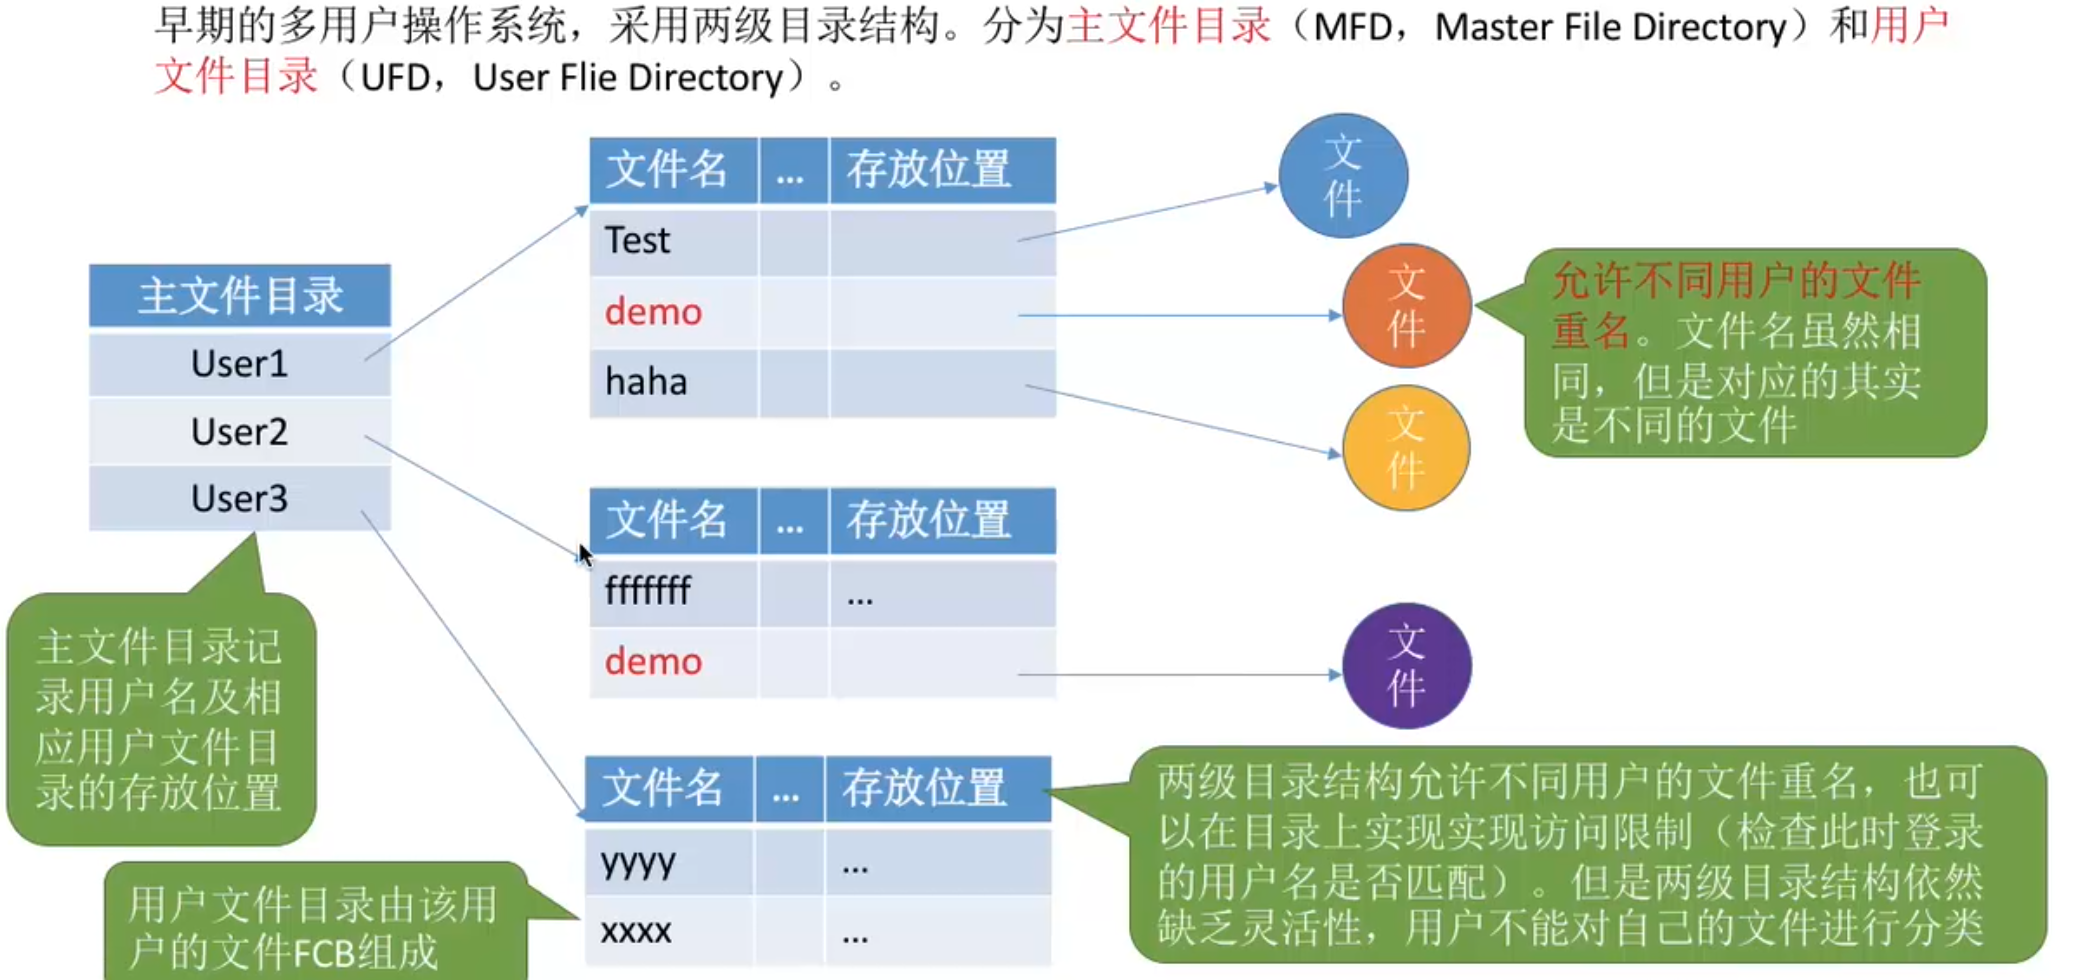 早期的多用户操作系统，采用两级目录结构。分为主文件目录（MFD，Master File Directory）和用户
文件目录（UFD，User Flie Directory）。
主文件目录
User1
User2
User3
主文件目录记
录用户名及相
应用户文件目
录的存放位置
文件名 ... 存放位置
Test
demo
haha
文
件
文
件
文
件
允许不同用户的文件
重名。文件名虽然相
同，但是对应的其实
是不同的文件
文件名 ... 存放位置
fffffff ...
demo
文
件
文件名 ... 存放位置
yyyy ...
xxxx ...
用户文件目录由该用
户的文件FCB组成
两级目录结构允许不同用户的文件重名，也可
以在目录上实现实现访问限制（检查此时登录
的用户名是否匹配）。但是两级目录结构依然
缺乏灵活性，用户不能对自己的文件进行分类